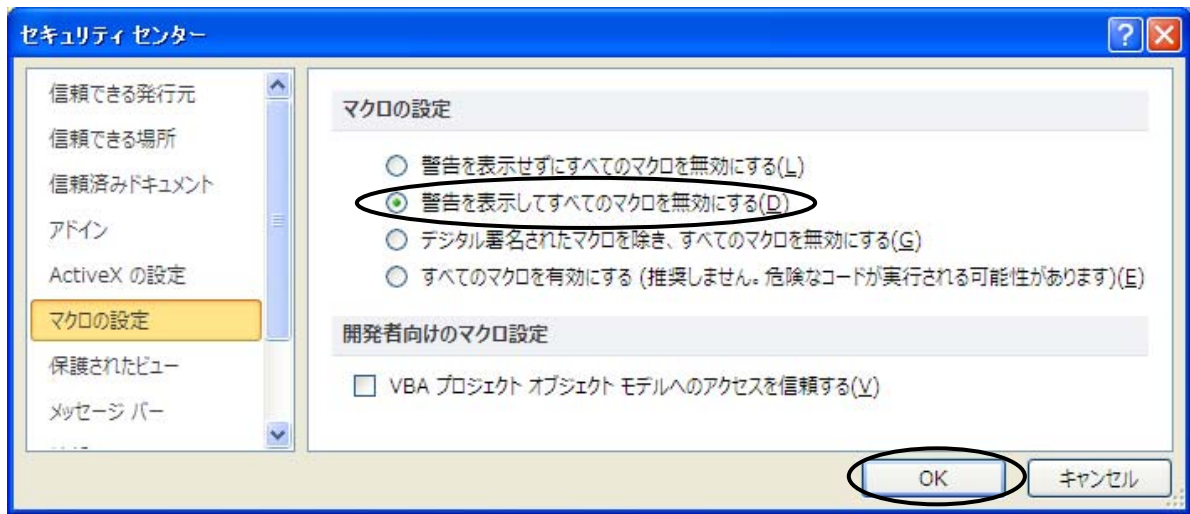 セキュリティ センター
信頼できる発行元
信頼できる場所
信頼済みドキュメント
アドイン
ActiveX の設定
マクロの設定
保護されたビュー
メッセージ バー
マクロの設定
警告を表示せずにすべてのマクロを無効にする(L)
警告を表示してすべてのマクロを無効にする(D)
デジタル署名されたマクロを除き、すべてのマクロを無効にする(G)
すべてのマクロを有効にする (推奨しません。危険なコードが実行される可能性があります)(E)
開発者向けのマクロ設定
VBA プロジェクト オブジェクト モデルへのアクセスを信頼する(V)
OK
キャンセル